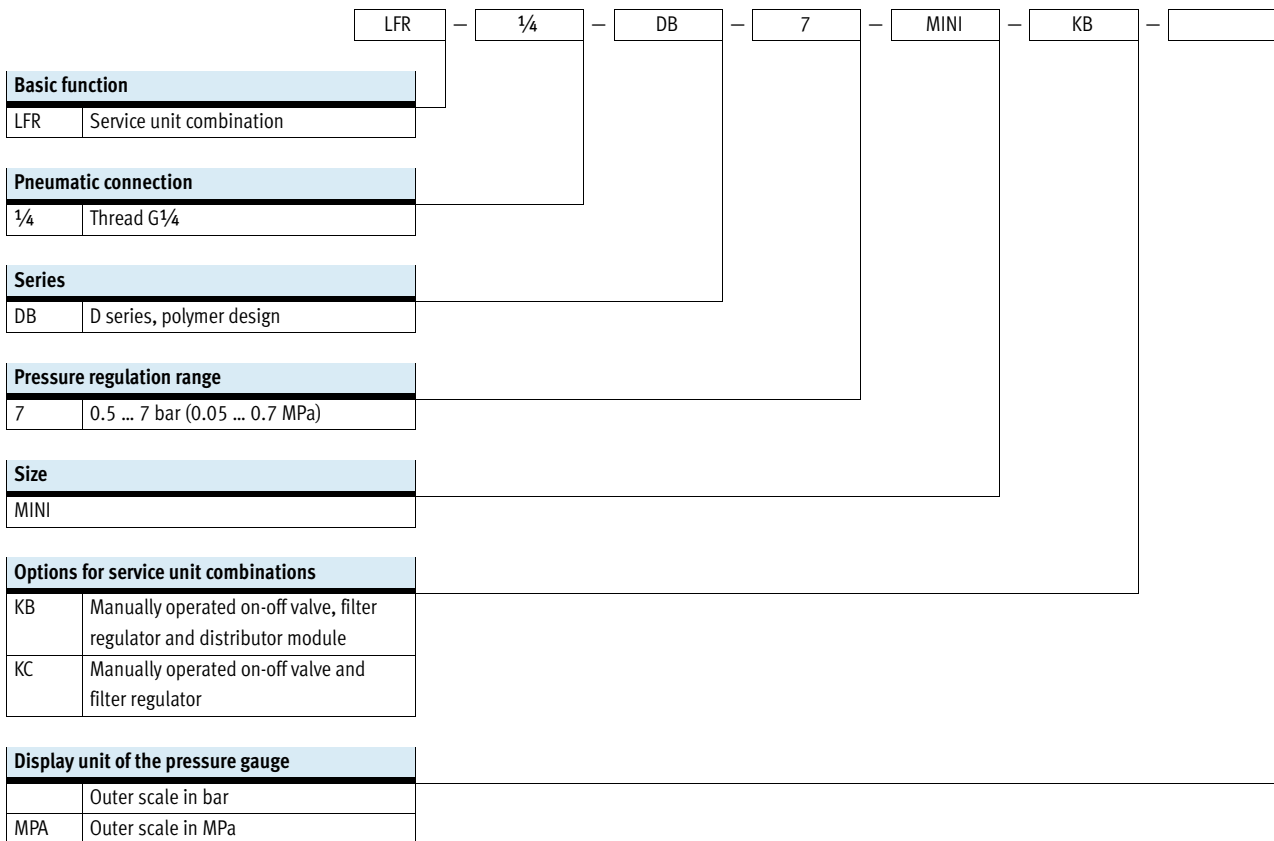 LFR – ¼ – DB – 7 – MINI – KB –
Basic function
LFR Service unit combination
Pneumatic connection
¼ Thread G¼
Series
DB D series, polymer design
Pressure regulation range
7 0.5 ... 7 bar (0.05 ... 0.7 MPa)
Size
MINI
Options for service unit combinations
KB Manually operated on-off valve, filter
regulator and distributor module
KC Manually operated on-off valve and
filter regulator
Display unit of the pressure gauge
Outer scale in bar
MPA Outer scale in MPa